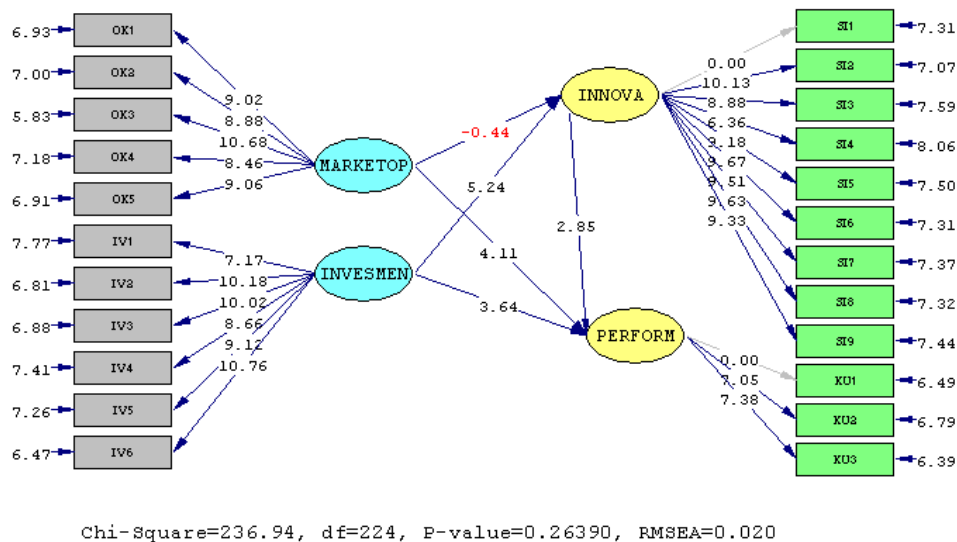 6.93 OK1
7.00 OK2
5.83 OK3
7.18 OK4
6.91 OK5
7.77 IV1
6.81 IV2
6.88 IV3
7.41 IV4
7.26 IV5
6.47 IV6
9.02
8.88
10.68
8.46
9.06
7.17
10.18
10.02
8.66
9.12
10.76
MARKETOP
INVESMEN
-0.44
5.24
4.11
3.64
2.85
INNOVA
PERFORM
0.00
10.13
8.88
6.36
9.18
9.67
9.51
9.63
9.33
0.00
7.05
7.38
SI1 7.31
SI2 7.07
SI3 7.59
SI4 8.06
SI5 7.50
SI6 7.31
SI7 7.37
SI8 7.32
SI9 7.44
KU1 6.49
KU2 6.79
KU3 6.39
Chi-Square=236.94, df=224, P-value=0.26390, RMSEA=0.020